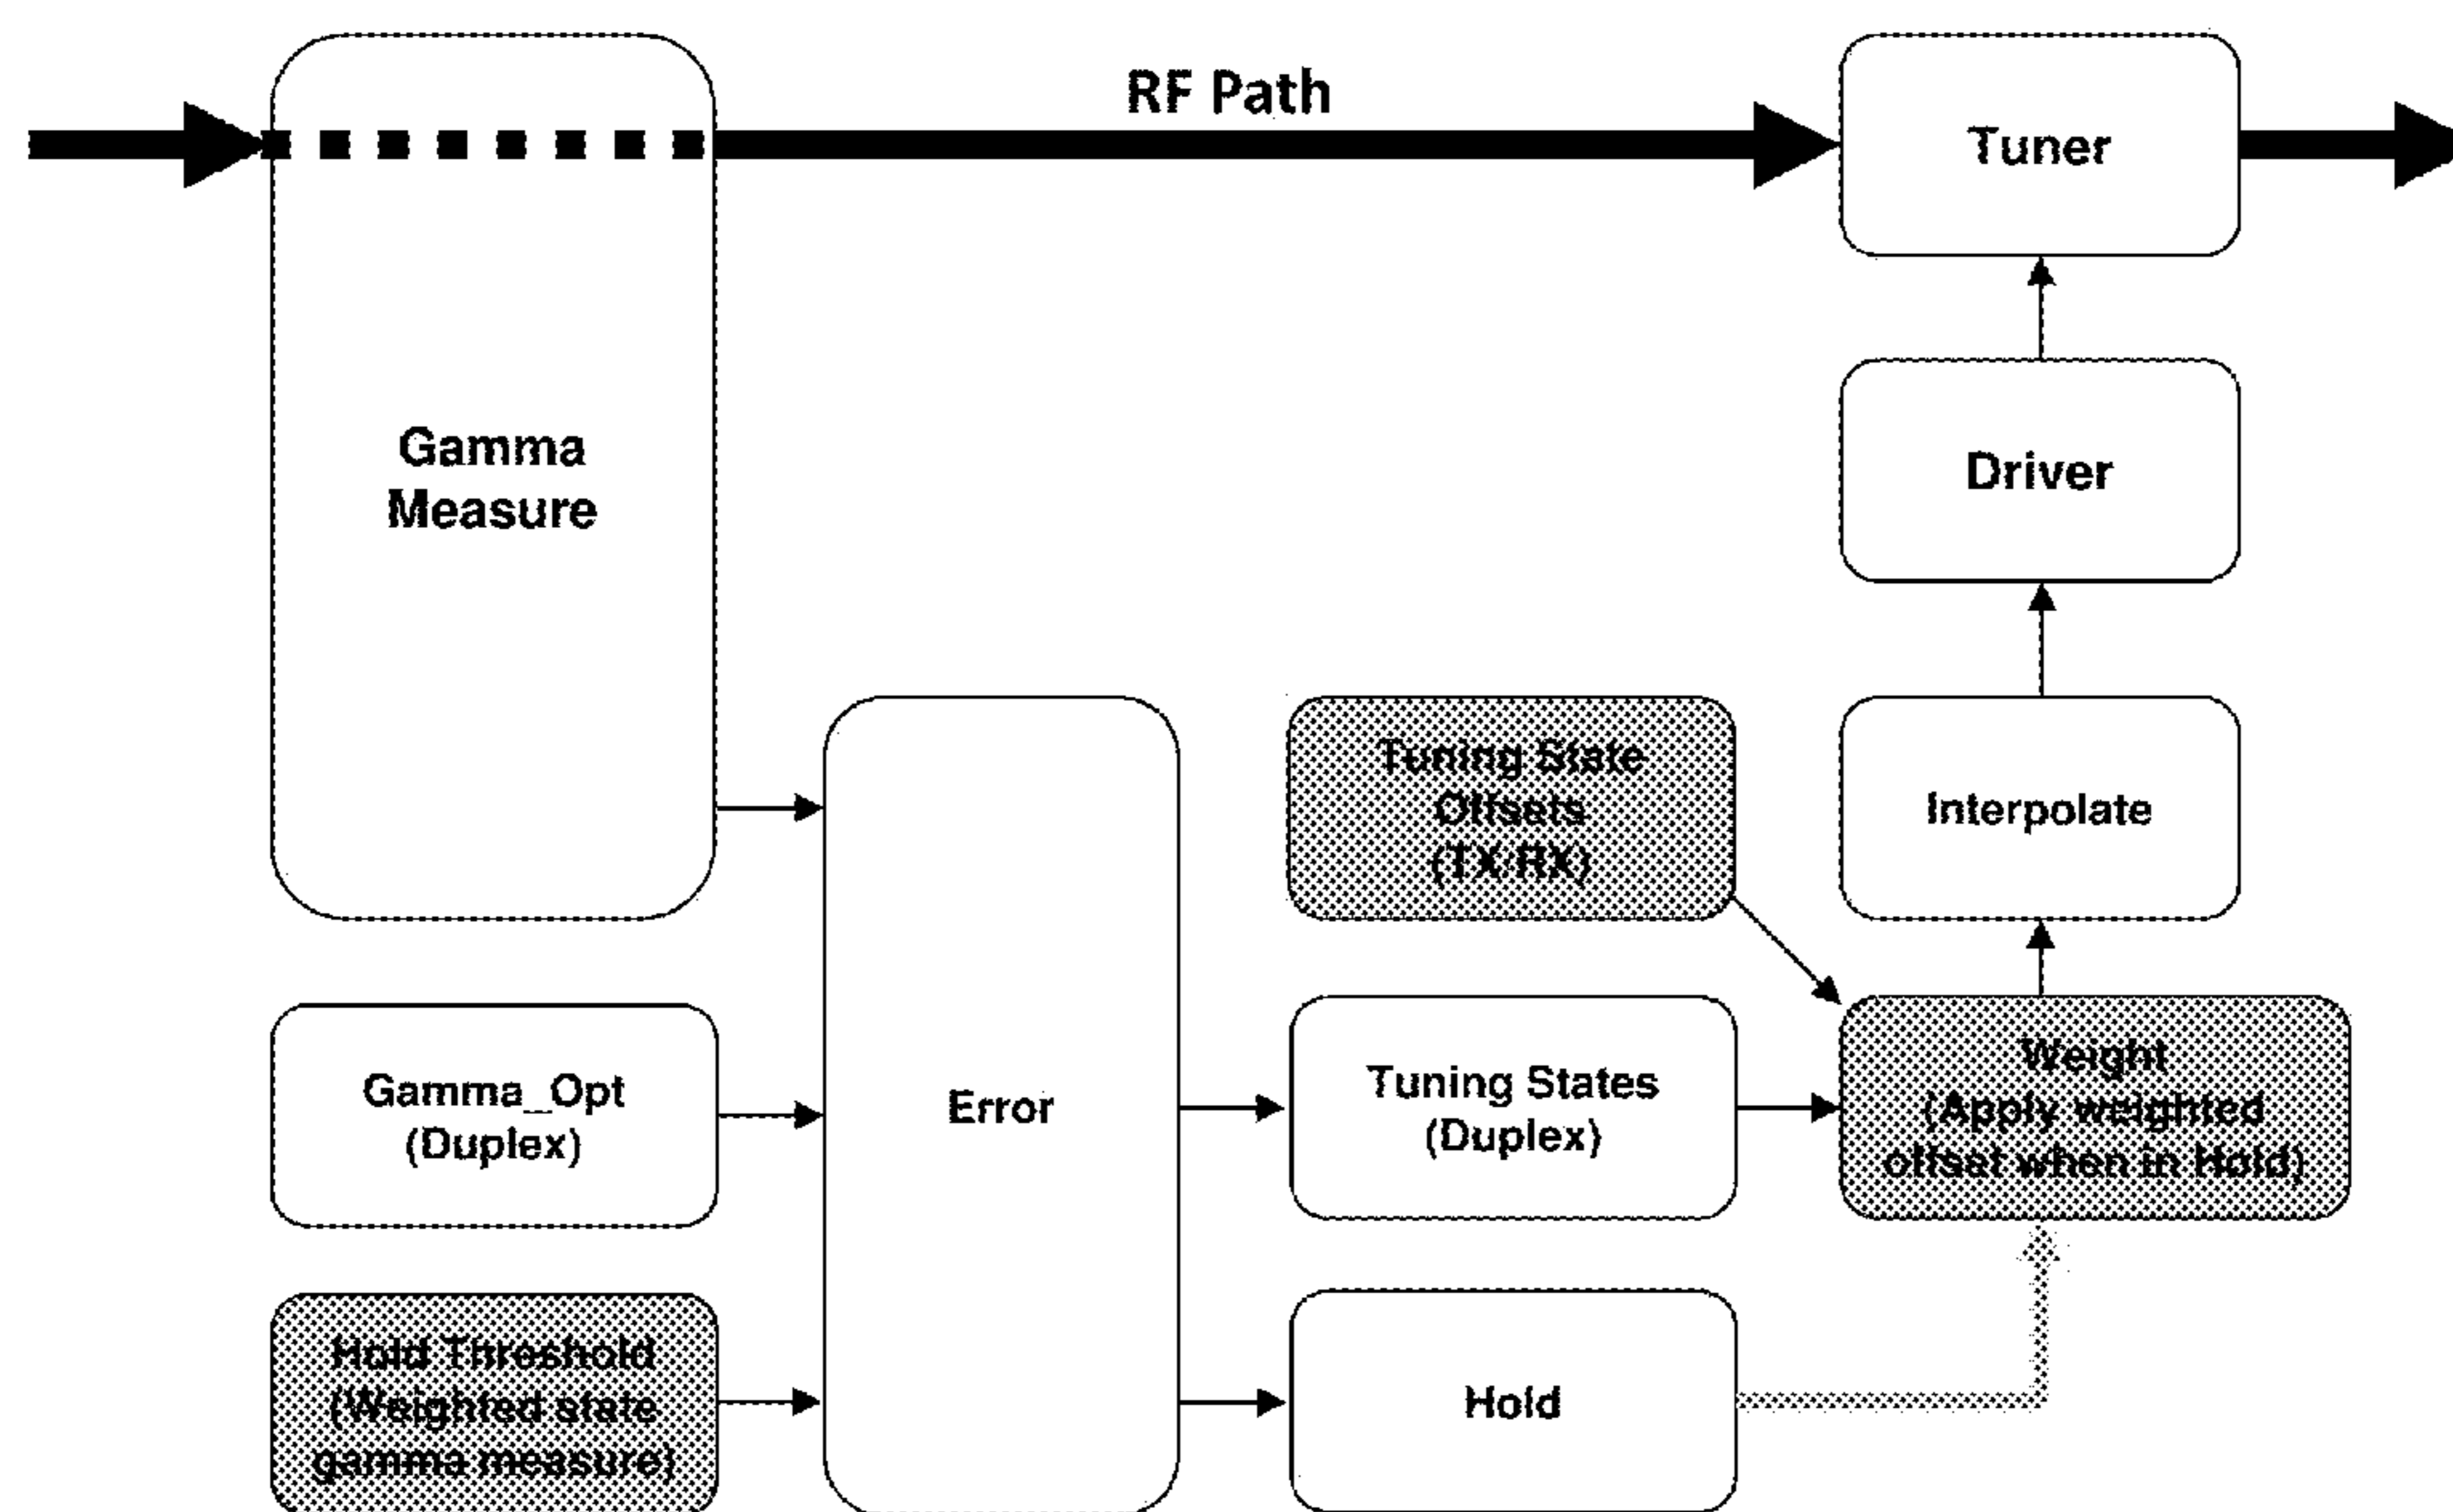 RF Path
Tuner
Gamma
Measure
Driver
Tuning State
Offsets
(TX/RX)
Interpolate
Gamma_Opt
(Duplex)
Error
Tuning States
(Duplex)
Weight
(Apply weighted
offset when in Hold)
Hold Threshold
(Weighted state
gamma measure)
Hold